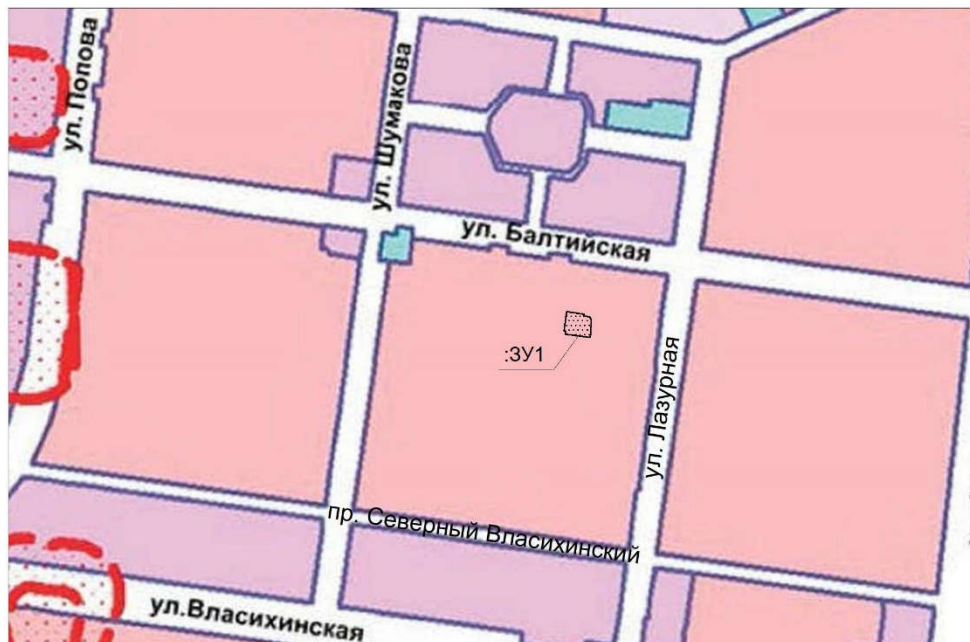 ул. Попова
ул. Шумакова
ул. Балтийская
:ЗУ1
ул. Лазурная
пр. Северный Власихинский
ул.Власихинская